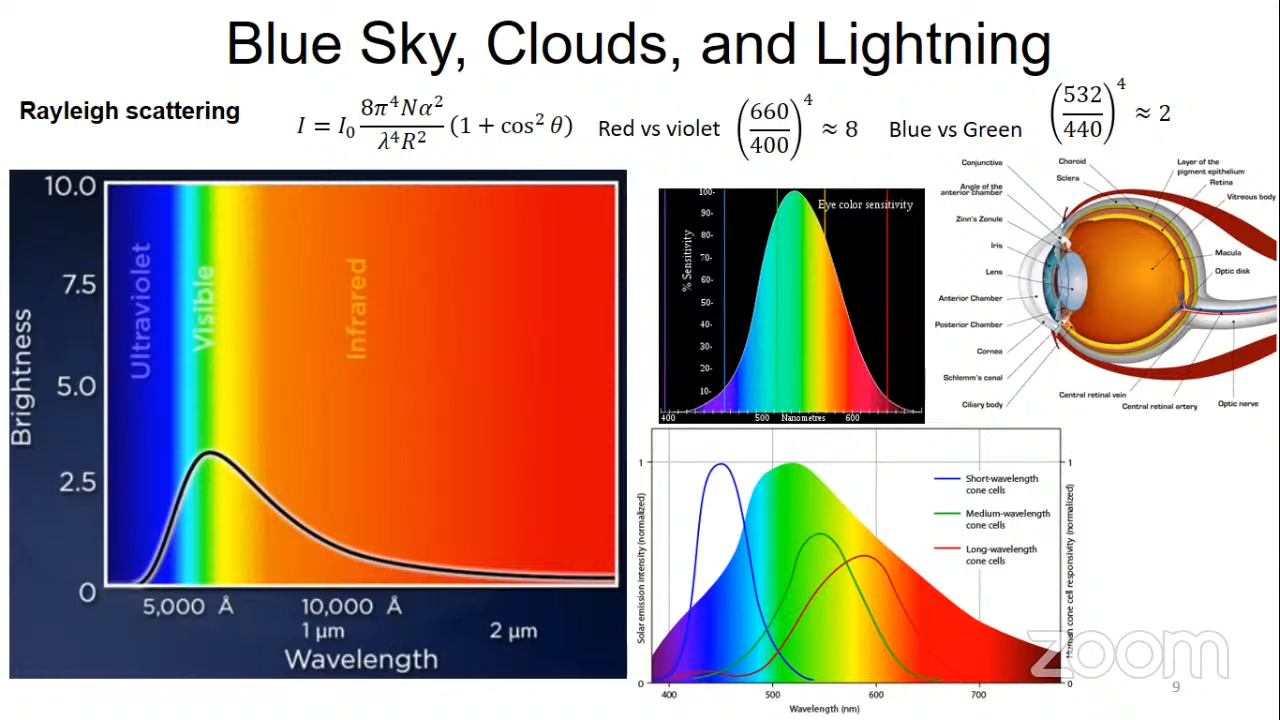 Blue Sky, Clouds, and Lightning
Rayleigh scattering
I = I₀ 8π⁴Nα² / λ⁴R² (1 + cos² θ)
Red vs violet (660/400)⁴ ≈ 8
Blue vs Green (532/440)⁴ ≈ 2
10.0
7.5
5.0
2.5
0
Brightness
Ultraviolet
Visible
Infrared
5,000 Å
10,000 Å
1 μm
2 μm
Wavelength
Eye color sensitivity
% Sensitivity
100-
90-
80-
70-
60-
50-
40-
30-
20-
10-
400
500
Nanometres
600
Conjunctive
Angle of the
anterior chamber
Zinn's Zonule
Iris
Lens
Anterior Chamber
Posterior Chamber
Cornea
Schlemm's canal
Ciliary body
Choroid
Sclera
Layer of the
pigment epithelium
Retina
Vitreous body
Macula
Optic disk
Central retinal vein
Central retinal artery
Optic nerve
Solar emission intensity (normalized)
1
0
Short-wavelength
cone cells
Medium-wavelength
cone cells
Long-wavelength
cone cells
1
0
Human cone cell responsivity (normalized)
400
500
600
700
Wavelength (nm)
zoom
9